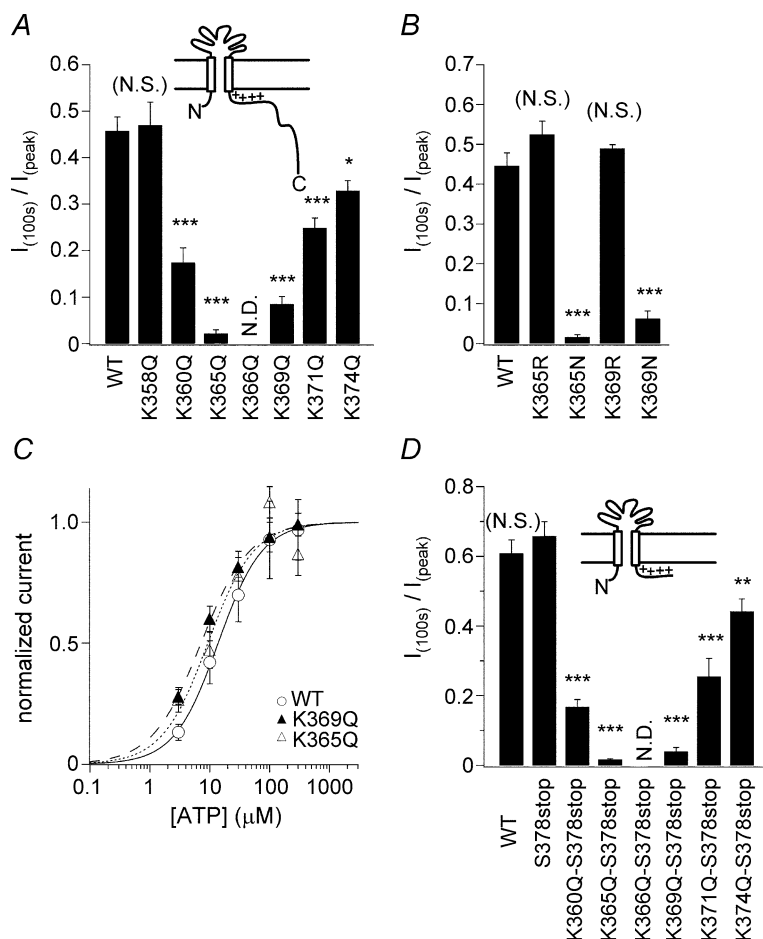 A
I(100s) / I(peak)
0.6
0.5
0.4
0.3
0.2
0.1
0
(N.S.)
***
***
N.D.
***
***
*
N
++++
C
WT
K358Q
K360Q
K365Q
K366Q
K369Q
K371Q
K374Q
B
I(100s) / I(peak)
0.7
0.6
0.5
0.4
0.3
0.2
0.1
0
(N.S.)
***
(N.S.)
***
WT
K365R
K365N
K369R
K369N
C
normalized current
1.0
0.5
0
0.1
1
10
100
1000
[ATP] (μM)
WT
K369Q
K365Q
D
I(100s) / I(peak)
0.8
0.6
0.4
0.2
0
(N.S.)
***
***
N.D.
***
***
**
N
++++
WT
S378stop
K360Q-S378stop
K365Q-S378stop
K366Q-S378stop
K369Q-S378stop
K371Q-S378stop
K374Q-S378stop